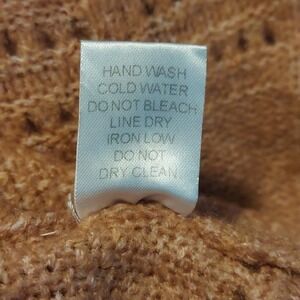 HAND WASH
COLD WATER
DO NOT BLEACH
LINE DRY
IRON LOW
DO NOT
DRY CLEAN